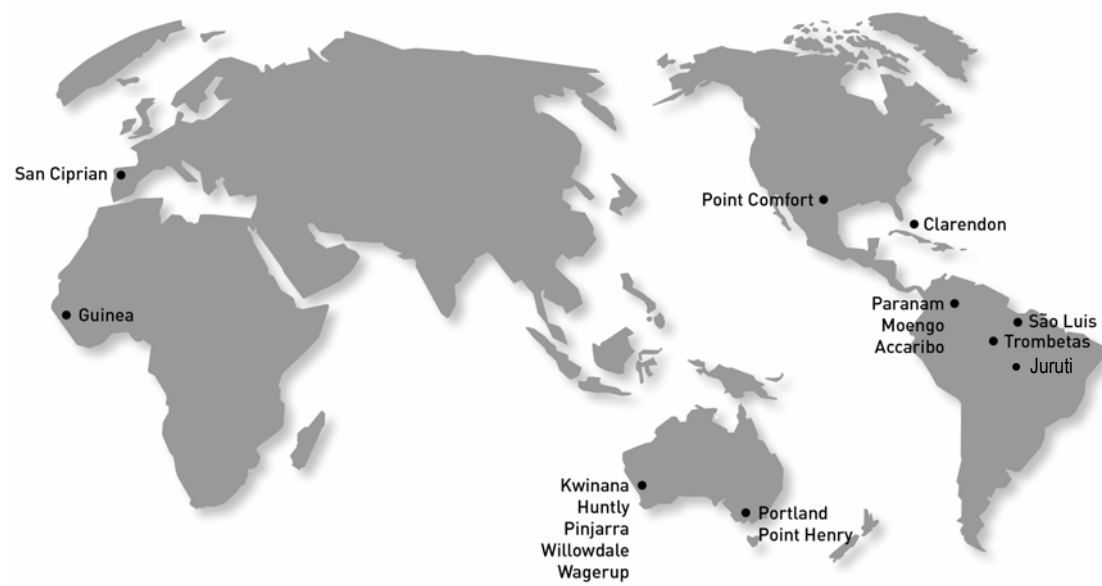 San Ciprian
Point Comfort
Clarendon
Guinea
Paranam
Moengo
Accaribo
São Luis
Trombetas
Juruti
Kwinana
Huntly
Pinjarra
Willowdale
Wagerup
Portland
Point Henry